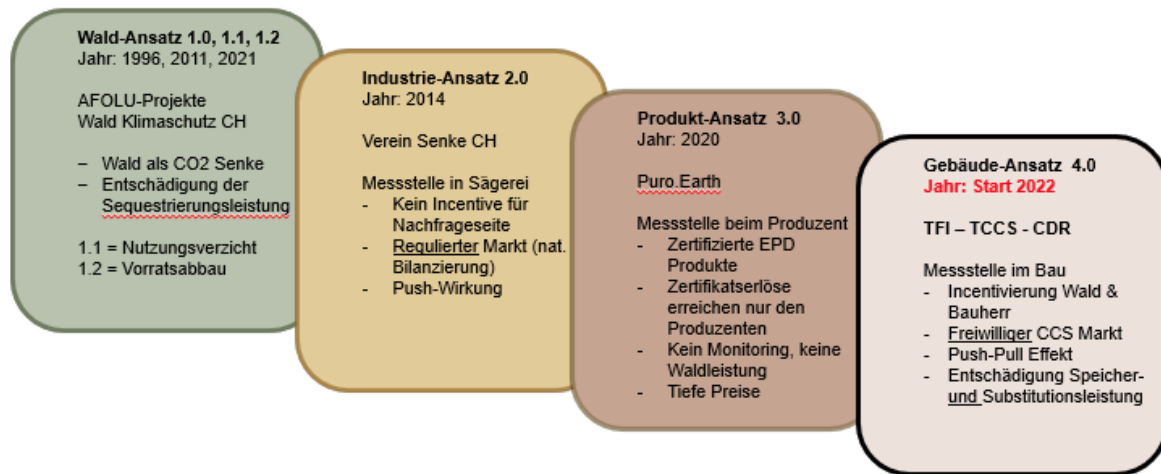 Wald-Ansatz 1.0, 1.1, 1.2
Jahr: 1996, 2011, 2021
AFOLU-Projekte
Wald Klimaschutz CH
– Wald als CO2 Senke
– Entschädigung der
Sequestrierungsleistung
1.1 = Nutzungsverzicht
1.2 = Vorratsabbau
Industrie-Ansatz 2.0
Jahr: 2014
Verein Senke CH
Messstelle in Sägerei
- Kein Incentive für
Nachfrageseite
- Regulierter Markt (nat.
Bilanzierung)
- Push-Wirkung
Produkt-Ansatz 3.0
Jahr: 2020
Puro.Earth
Messstelle beim Produzent
- Zertifizierte EPD
Produkte
- Zertifikatserlöse
erreichen nur den
Produzenten
- Kein Monitoring, keine
Waldleistung
- Tiefe Preise
Gebäude-Ansatz 4.0
Jahr: Start 2022
TFI – TCCS - CDR
Messstelle im Bau
- Incentivierung Wald &
Bauherr
- Freiwilliger CCS Markt
- Push-Pull Effekt
- Entschädigung Speicher-
und Substitutionsleistung